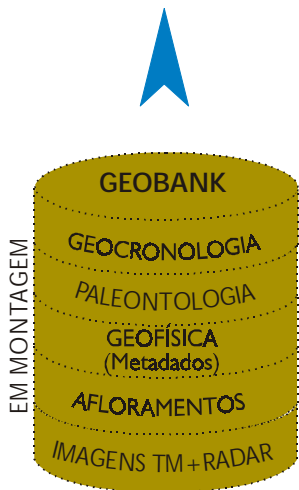 GEOBANK
GEOCRONOLOGIA
PALEONTOLOGIA
GEOFÍSICA
(Metadados)
AFLORAMENTOS
IMAGENS TM+RADAR
EM MONTAGEM